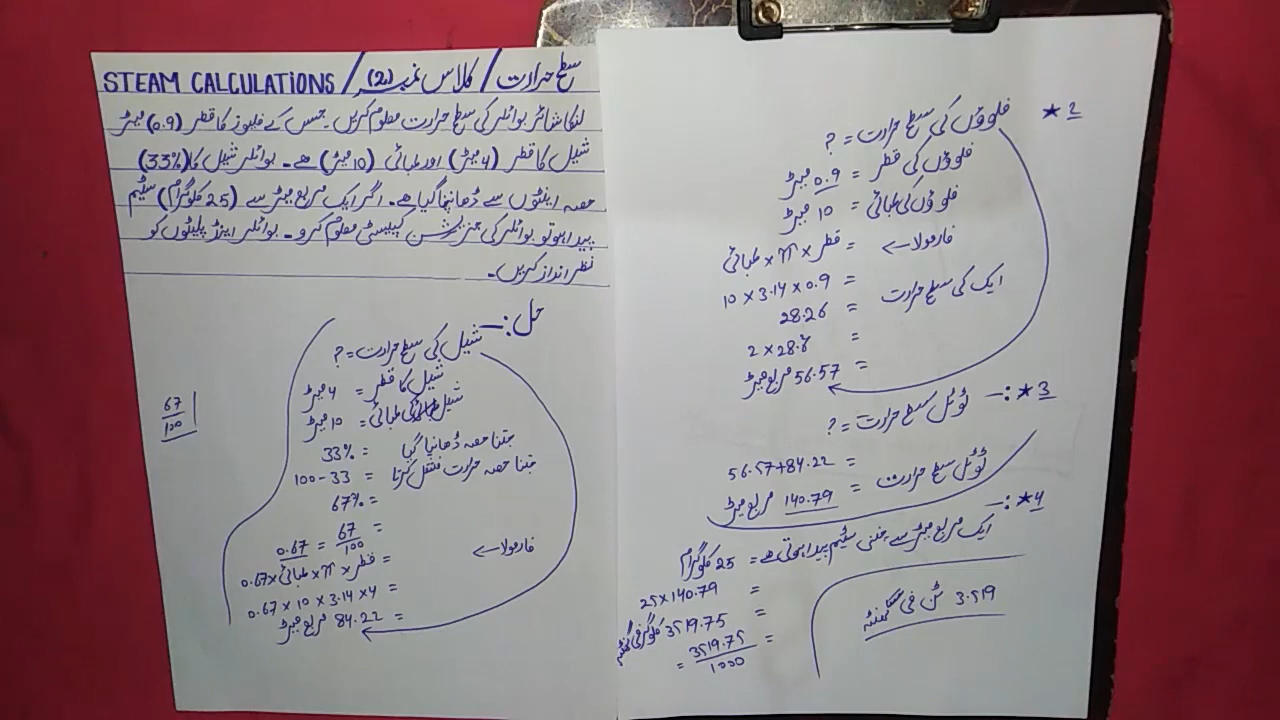 سطح حرارت / کلاس نمبر (2) / STEAM CALCULATIONS
لنکا شائر بوائلر کی سطح حرارت معلوم کریں۔ جس کے فلیوز کا قطر (0.9) میٹر
شیل کا قطر (4 میٹر) اور لمبائی (10 میٹر) ہے۔ بوائلر شیل کا (33%)
حصہ اینٹوں سے ڈھانپا گیا ہے۔ اگر ایک مربع میٹر سے (25 کلوگرام) سٹیم
پیدا ہو تو بوائلر کی جنریشن کپیسٹی معلوم کرو۔ بوائلر اینڈ پلیٹوں کو
نظر انداز کریں۔
حل :—
شیل کی سطح حرارت = ?
شیل کا قطر = 4 میٹر
شیل کی لمبائی = 10 میٹر
جتنا حصہ ڈھانپا گیا = 33%
جتنا حصہ حرارت منتقل کرتا = 100-33
= 67%
= 67/100 = 0.67
فارمولا ← = قطر × π × لمبائی × 0.67
= 0.67 × 10 × 3.14 × 4
= 84.22 مربع میٹر
67/100
2 ★ فلوؤں کی سطح حرارت = ?
فلوؤں کی قطر = 0.9 میٹر
فلوؤں کی لمبائی = 10 میٹر
فارمولا ← = قطر × π × لمبائی
= 10 × 3.14 × 0.9
ایک کی سطح حرارت = 28.26
= 2 × 28.8
= 56.57 مربع میٹر
3 ★ :— ٹوٹل سطح حرارت = ?
= 56.57+84.22
ٹوٹل سطح حرارت = 140.79 مربع میٹر
4 ★ :—
ایک مربع میٹر سے جتنی سٹیم پیدا ہوتی ہے = 25 کلوگرام
= 25 × 140.79
= 3519.75 کلوگرام فی گھنٹہ
= 3519.75/1000 =
3.519 ٹن فی گھنٹہ